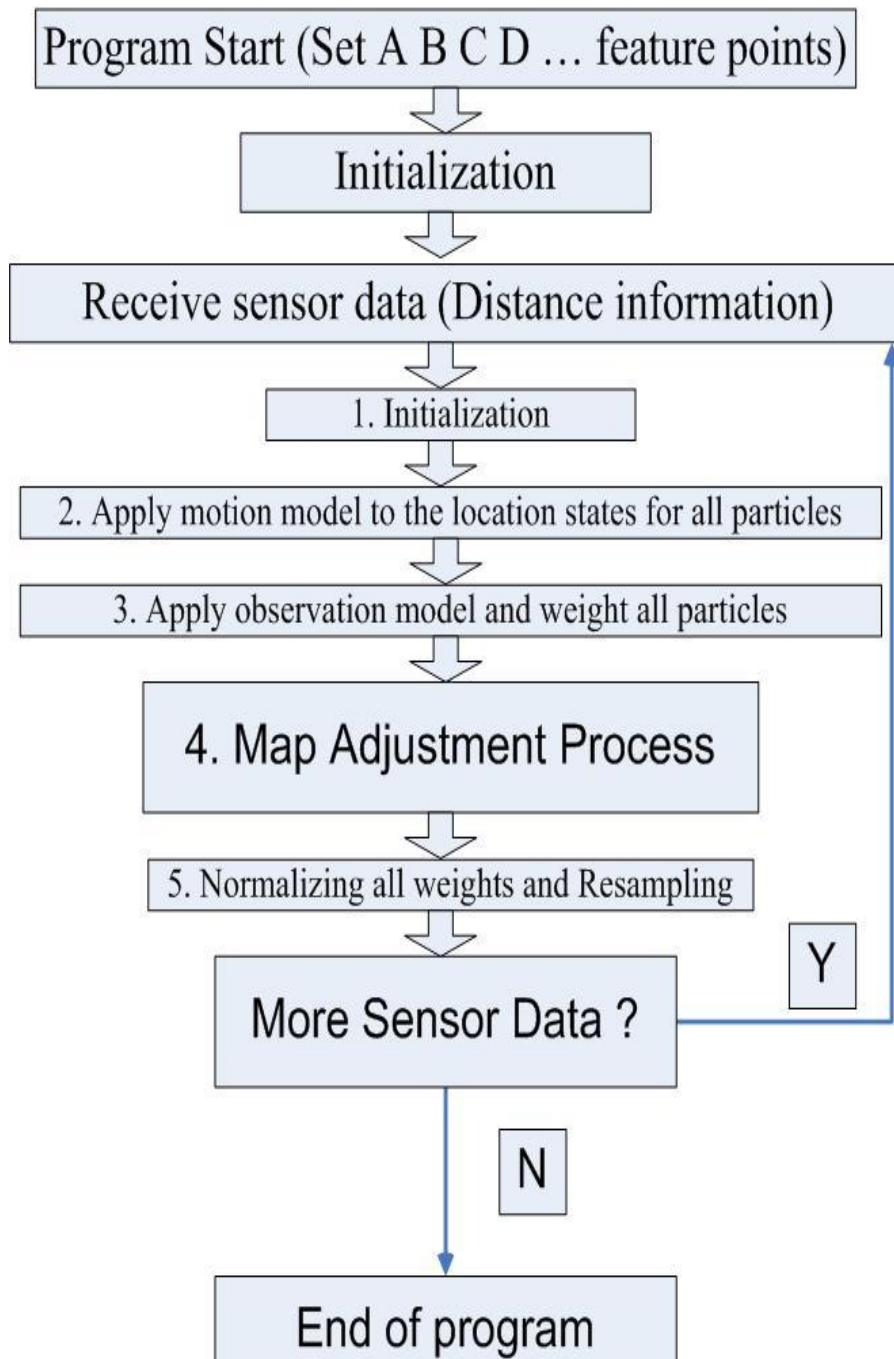 Program Start (Set A B C D … feature points)
Initialization
Receive sensor data (Distance information)
1. Initialization
2. Apply motion model to the location states for all particles
3. Apply observation model and weight all particles
4. Map Adjustment Process
5. Normalizing all weights and Resampling
Y
More Sensor Data ?
N
End of program